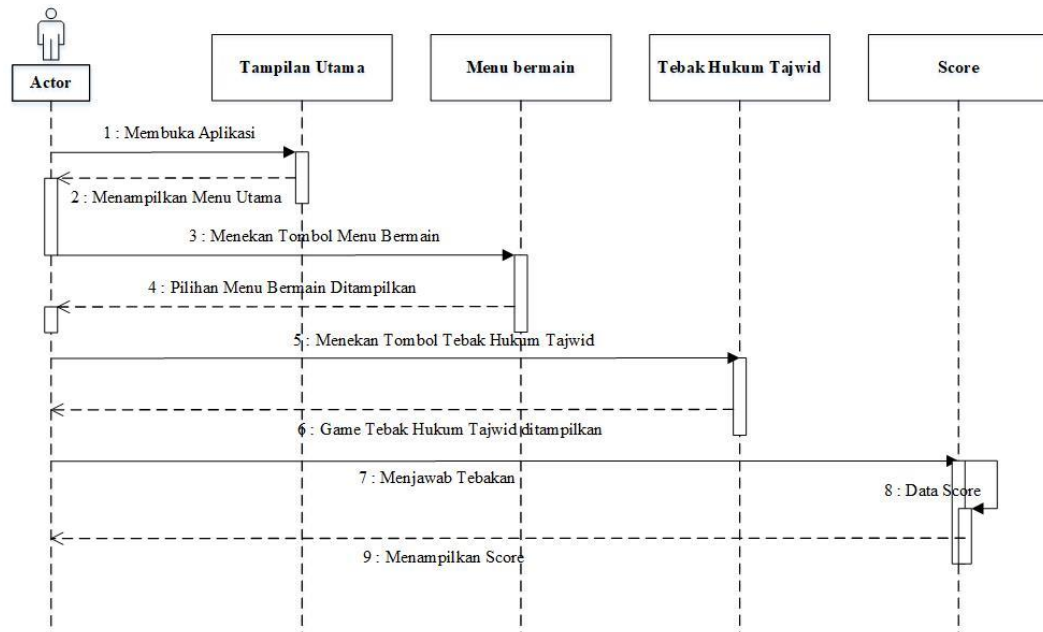 Actor
Tampilan Utama
Menu bermain
Tebak Hukum Tajwid
Score
1 : Membuka Aplikasi
2 : Menampilkan Menu Utama
3 : Menekan Tombol Menu Bermain
4 : Pilihan Menu Bermain Ditampilkan
5 : Menekan Tombol Tebak Hukum Tajwid
6 : Game Tebak Hukum Tajwid ditampilkan
7 : Menjawab Tebakan
8 : Data Score
9 : Menampilkan Score